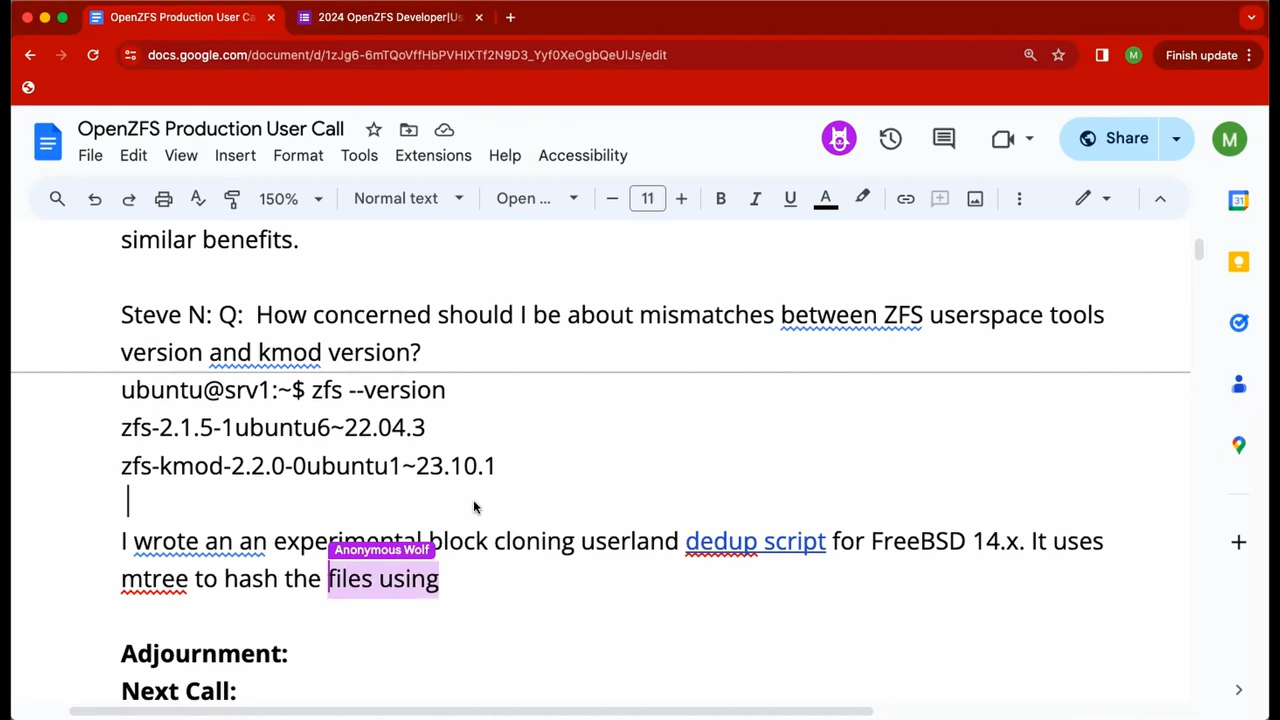 OpenZFS Production User Ca
2024 OpenZFS Developer|Us
docs.google.com/document/d/1zJg6-6mTQoVffHbPVHIXTf2N9D3_Yyf0XeOgbQeUlJs/edit
M
Finish update
OpenZFS Production User Call
File Edit View Insert Format Tools Extensions Help Accessibility
Share
M
150%
Normal text
Open ...
11
B I U A
31
similar benefits.
Steve N: Q: How concerned should I be about mismatches between ZFS userspace tools
version and kmod version?
ubuntu@srv1:~$ zfs --version
zfs-2.1.5-1ubuntu6~22.04.3
zfs-kmod-2.2.0-0ubuntu1~23.10.1
I wrote an an experimental block cloning userland dedup script for FreeBSD 14.x. It uses
Anonymous Wolf
mtree to hash the files using
Adjournment:
Next Call: